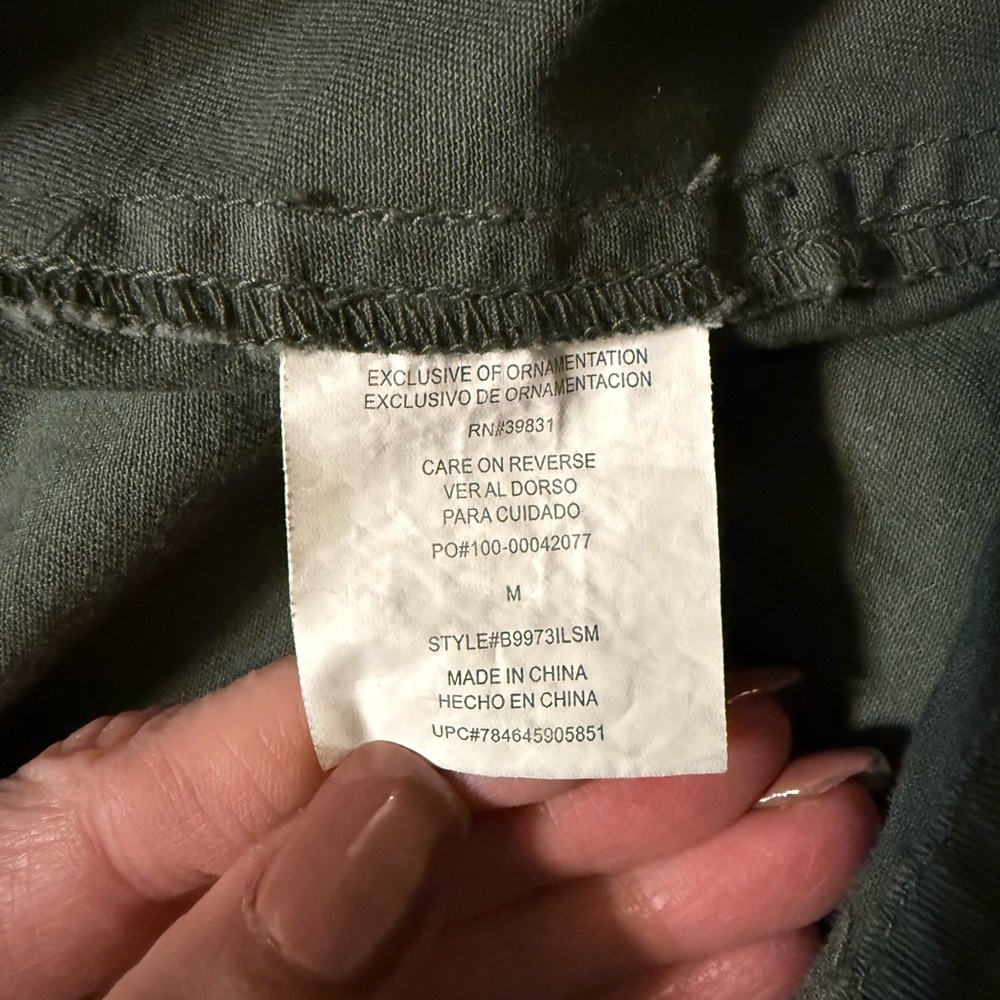 EXCLUSIVE OF ORNAMENTATION
EXCLUSIVO DE ORNAMENTACION
RN#39831
CARE ON REVERSE
VER AL DORSO
PARA CUIDADO
PO#100-00042077
M
STYLE#B9973ILSM
MADE IN CHINA
HECHO EN CHINA
UPC#784645905851